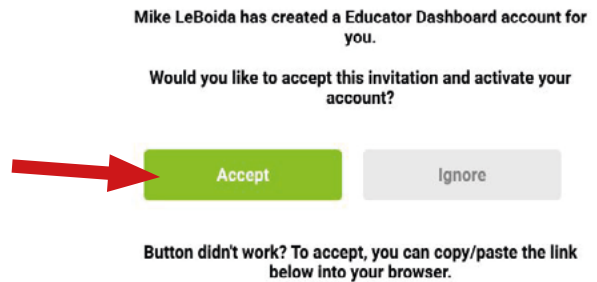 Mike LeBoida has created a Educator Dashboard account for
you.
Would you like to accept this invitation and activate your
account?
Accept
Ignore
Button didn't work? To accept, you can copy/paste the link
below into your browser.